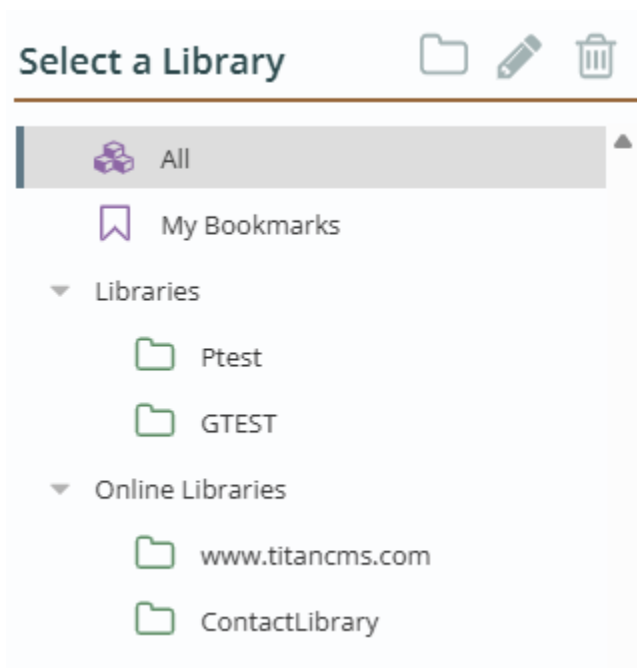 Select a Library
All
My Bookmarks
Libraries
Ptest
GTEST
Online Libraries
www.titancms.com
ContactLibrary